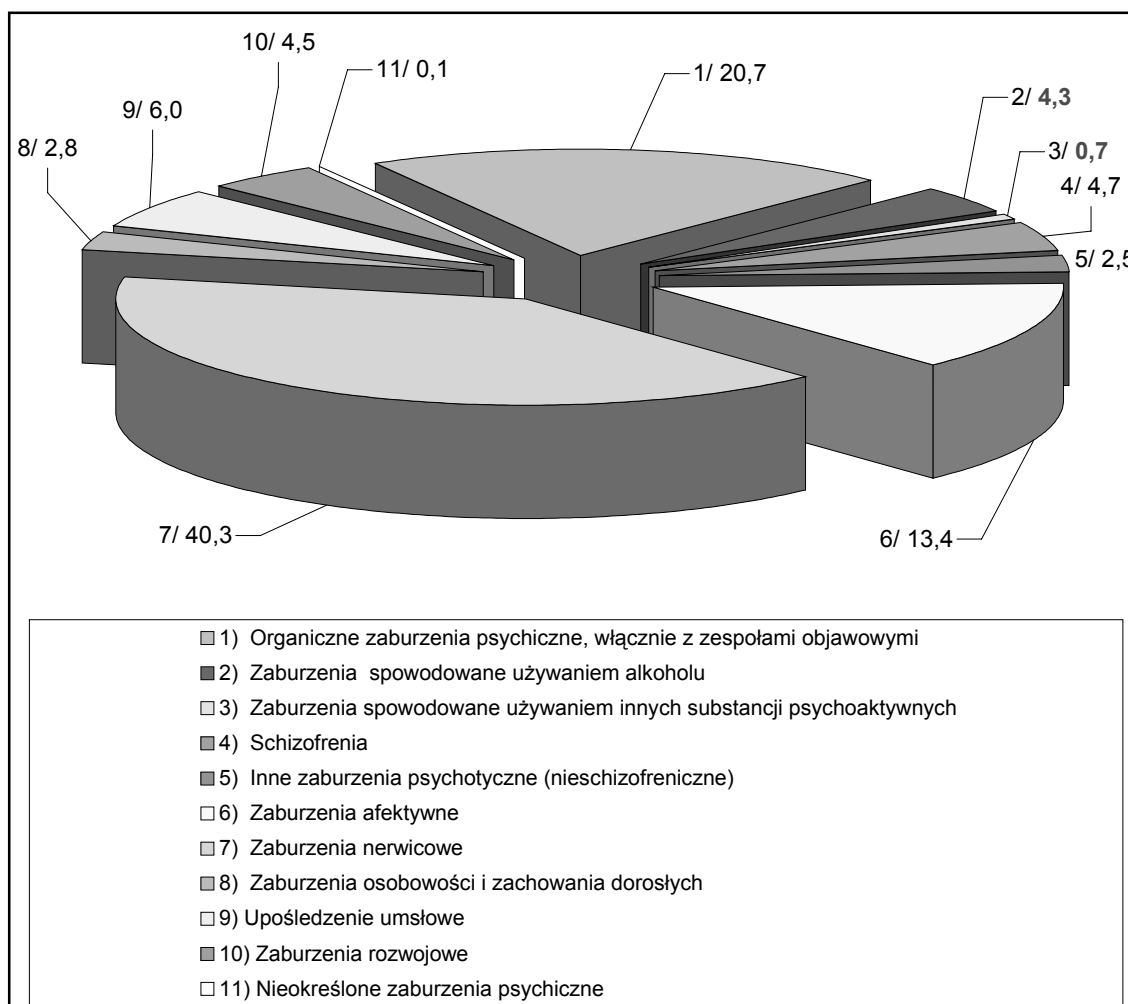 10/ 4,5
11/ 0,1
1/ 20,7
2/ 4,3
9/ 6,0
3/ 0,7
8/ 2,8
4/ 4,7
5/ 2,5
7/ 40,3
6/ 13,4
1) Organiczne zaburzenia psychiczne, włącznie z zespołami objawowymi
2) Zaburzenia spowodowane używaniem alkoholu
3) Zaburzenia spowodowane używaniem innych substancji psychoaktywnych
4) Schizofrenia
5) Inne zaburzenia psychotyczne (nieschizofreniczne)
6) Zaburzenia afektywne
7) Zaburzenia nerwicowe
8) Zaburzenia osobowości i zachowania dorosłych
9) Upośledzenie umsłowe
10) Zaburzenia rozwojowe
11) Nieokreślone zaburzenia psychiczne